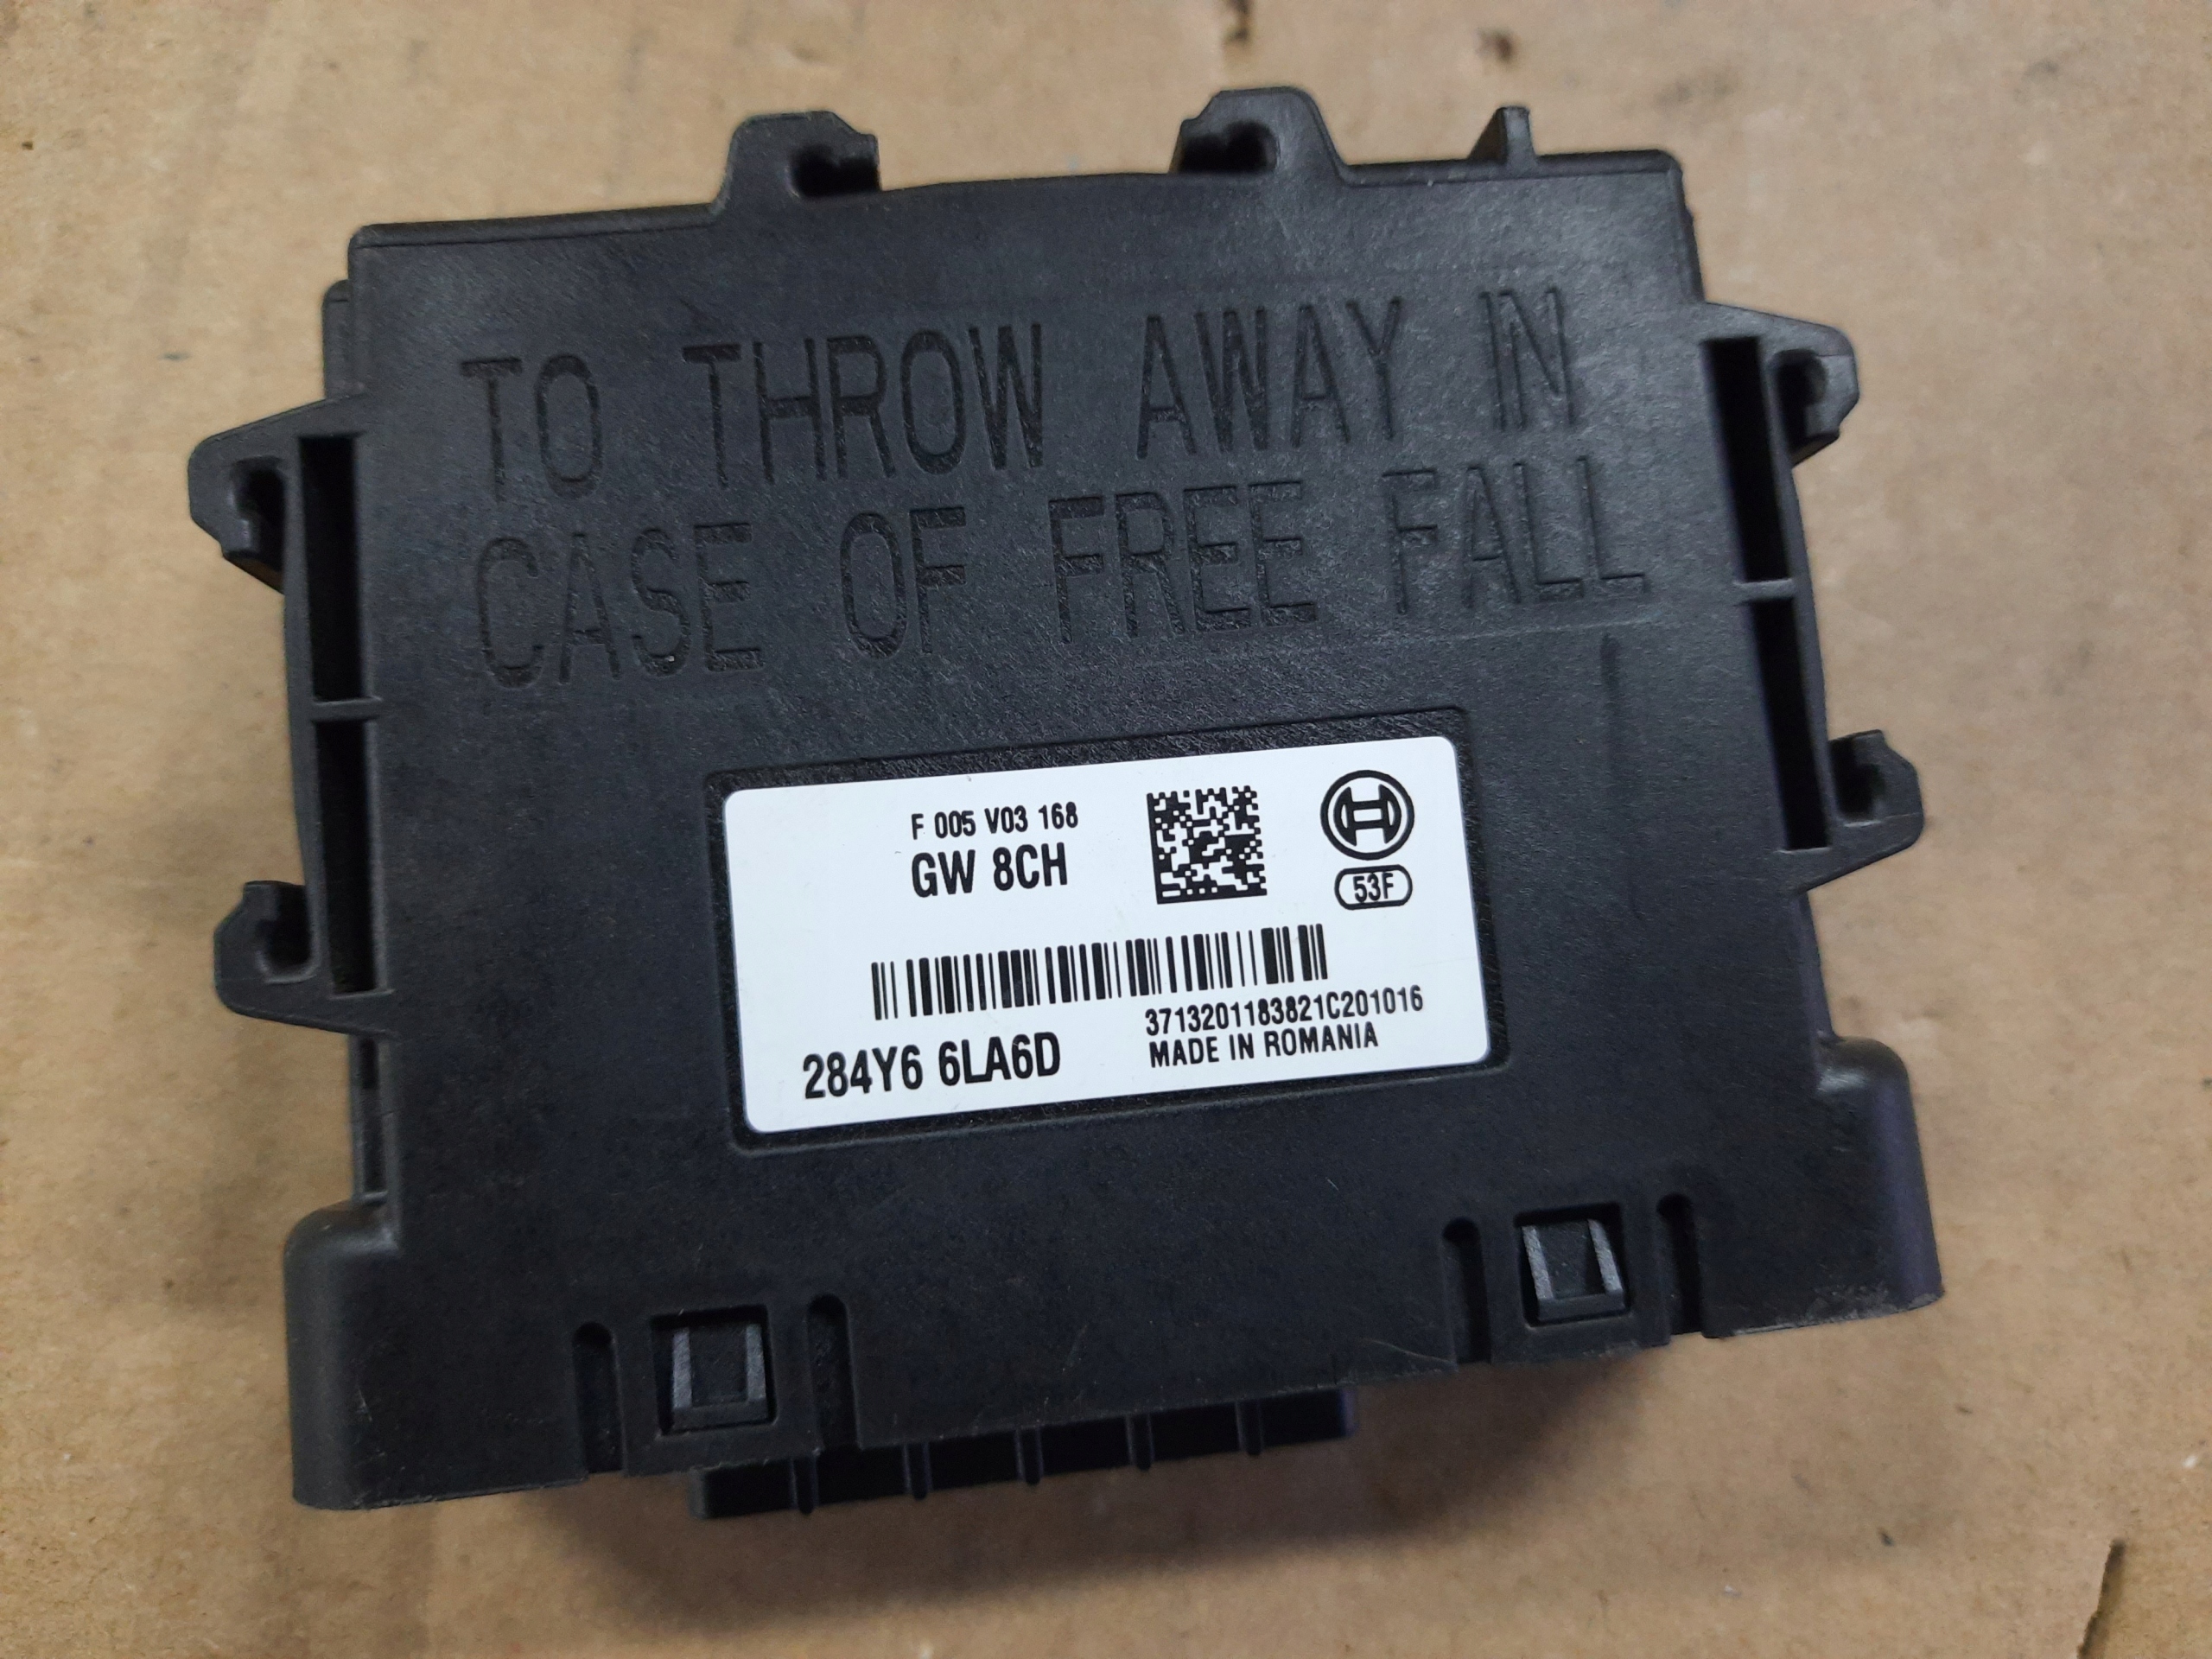 TO THROW AWAY IN
CASE OF FREE FALL
F 005 V03 168
GW 8CH
53F
3713201183821C201016
284Y6 6LA6D
MADE IN ROMANIA